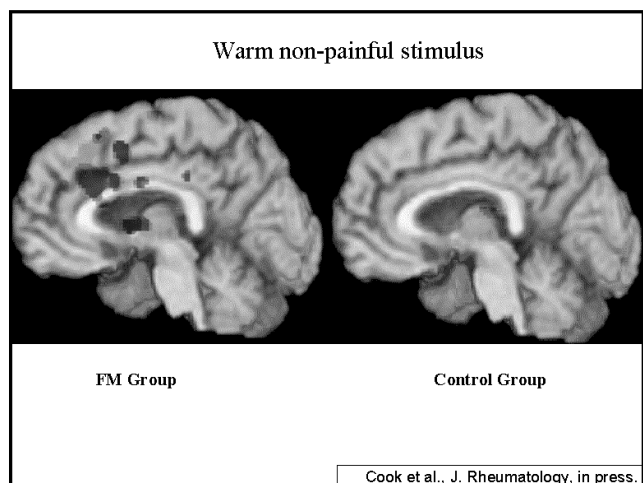 Warm non-painful stimulus
FM Group
Control Group
Cook et al., J. Rheumatology, in press.